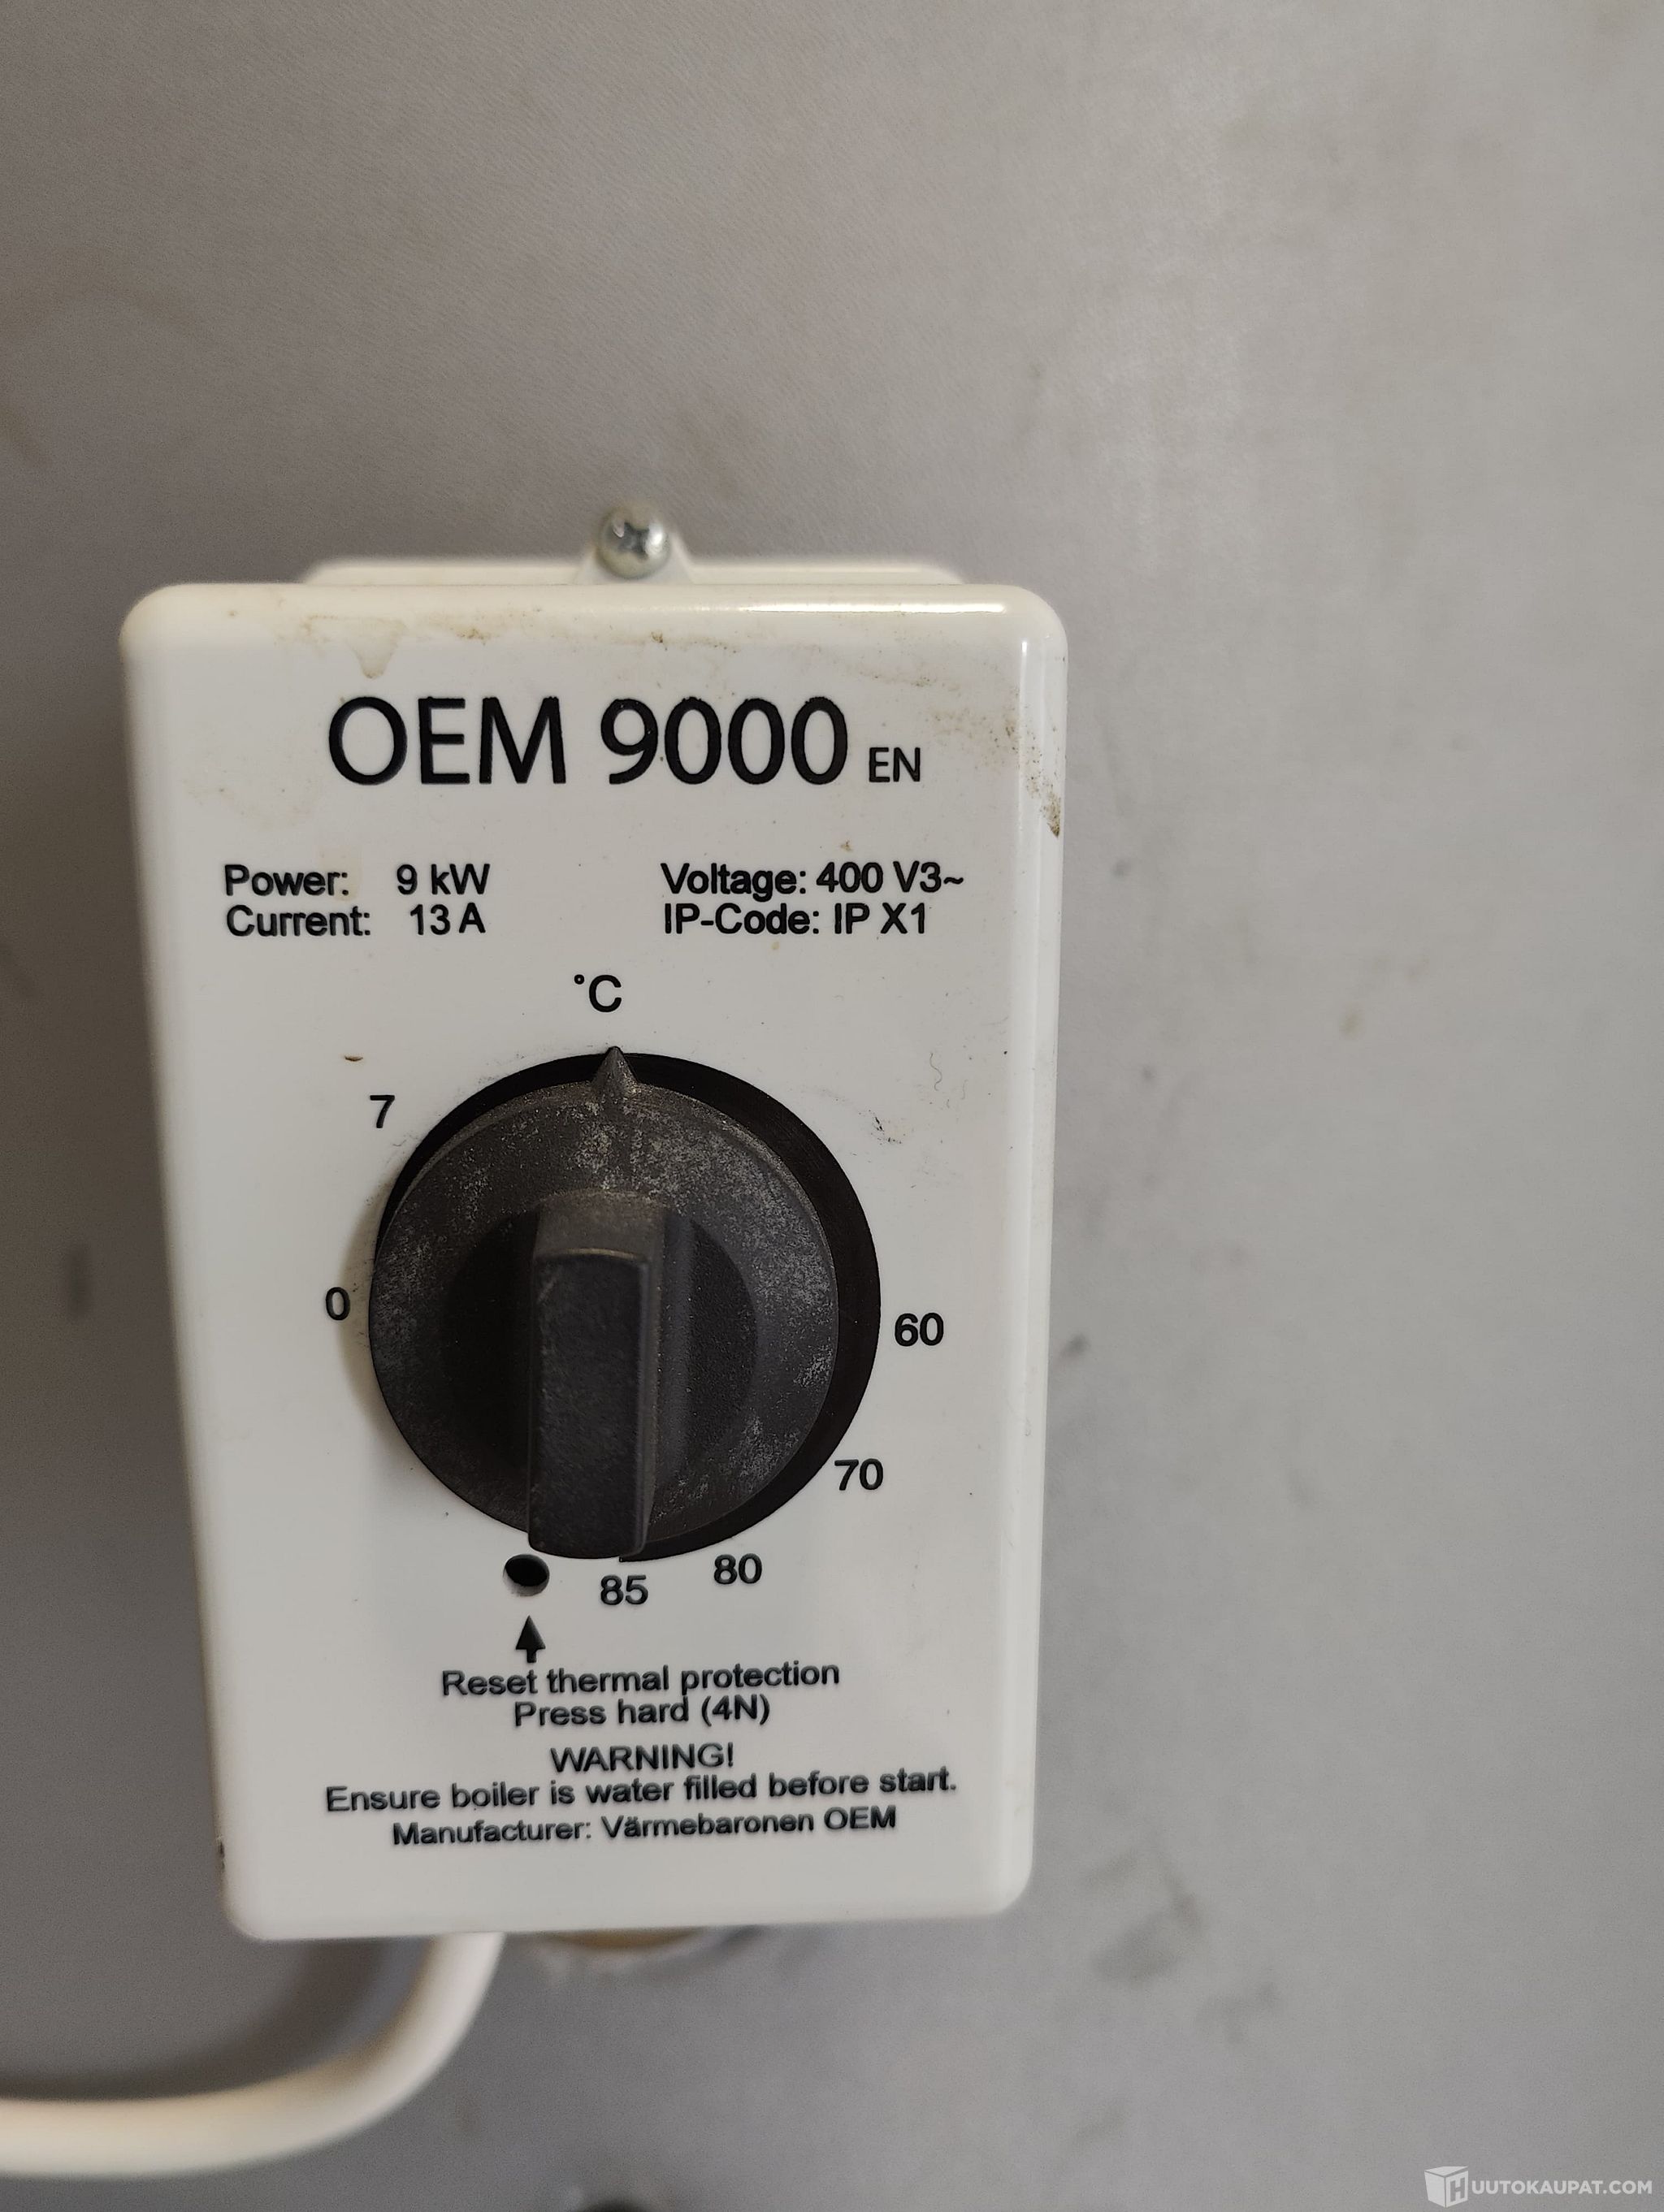 OEM 9000 EN
Power: 9 kW Voltage: 400 V3~
Current: 13 A IP-Code: IP X1
°C
7
0
60
70
80
85
Reset thermal protection
Press hard (4N)
WARNING!
Ensure boiler is water filled before start.
Manufacturer: Värmebaronen OEM
HUUTOKAUPAT.COM